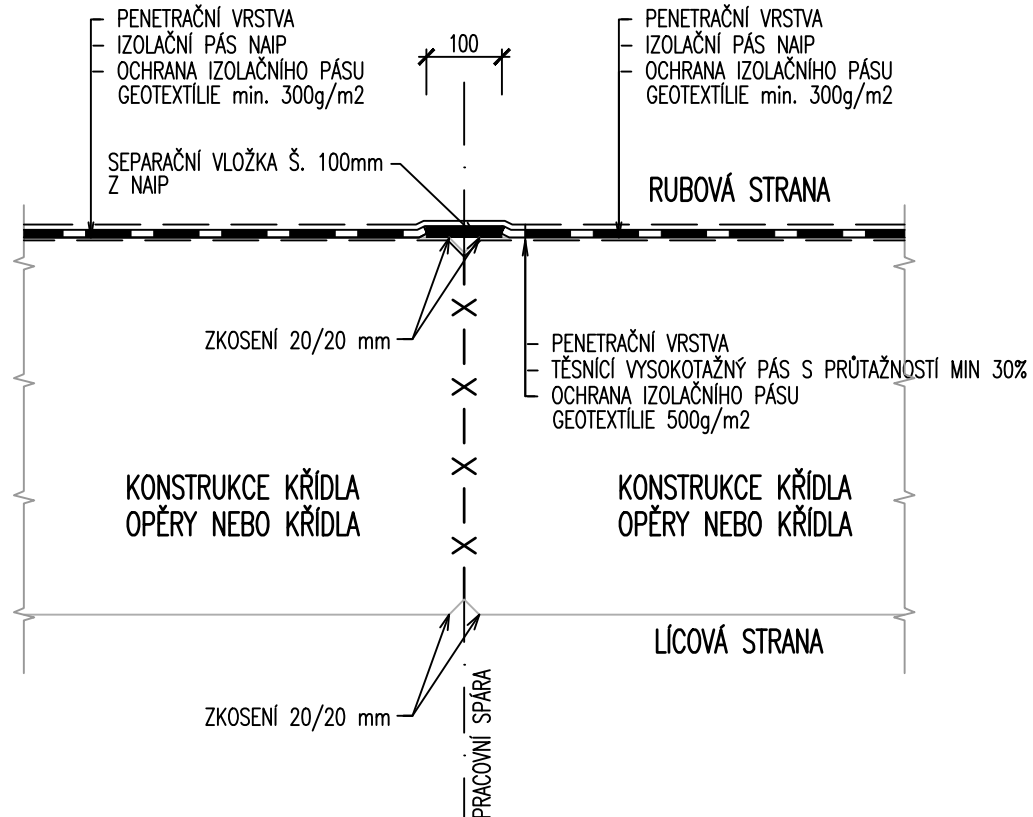 PENETRAČNÍ VRSTVA
IZOLAČNÍ PÁS NAIP
OCHRANA IZOLAČNÍHO PÁSU
GEOTEXTÍLIE min. 300g/m2
100
PENETRAČNÍ VRSTVA
IZOLAČNÍ PÁS NAIP
OCHRANA IZOLAČNÍHO PÁSU
GEOTEXTÍLIE min. 300g/m2
SEPARAČNÍ VLOŽKA Š. 100mm
Z NAIP
RUBOVÁ STRANA
ZKOSENÍ 20/20 mm
PENETRAČNÍ VRSTVA
TĚSNÍCÍ VYSOKOTAŽNÝ PÁS S PRŮTAŽNOSTÍ MIN 30%
OCHRANA IZOLAČNÍHO PÁSU
GEOTEXTÍLIE 500g/m2
KONSTRUKCE KŘÍDLA
OPĚRY NEBO KŘÍDLA
KONSTRUKCE KŘÍDLA
OPĚRY NEBO KŘÍDLA
LÍCOVÁ STRANA
ZKOSENÍ 20/20 mm
PRACOVNÍ SPÁRA